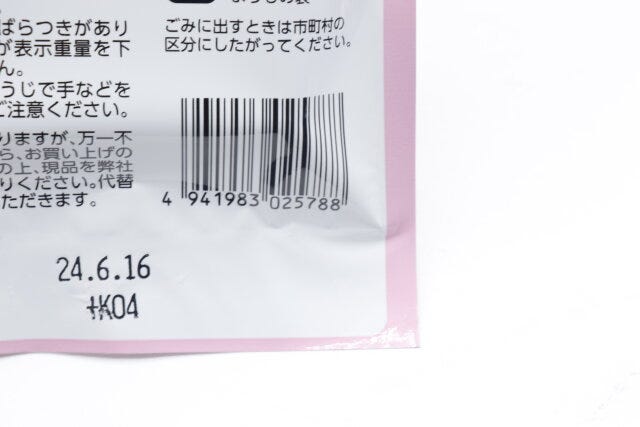 ばらつきがあり
が表示重量を下
ん。
うじで手などを
ご注意ください。
りますが、万一不
ら、お買い上げの
の上、現品を弊社
りください。代替
ただきます。
ごみに出すときは市町村の
区分にしたがってください。
4 941983 025788
24.6.16
+K04